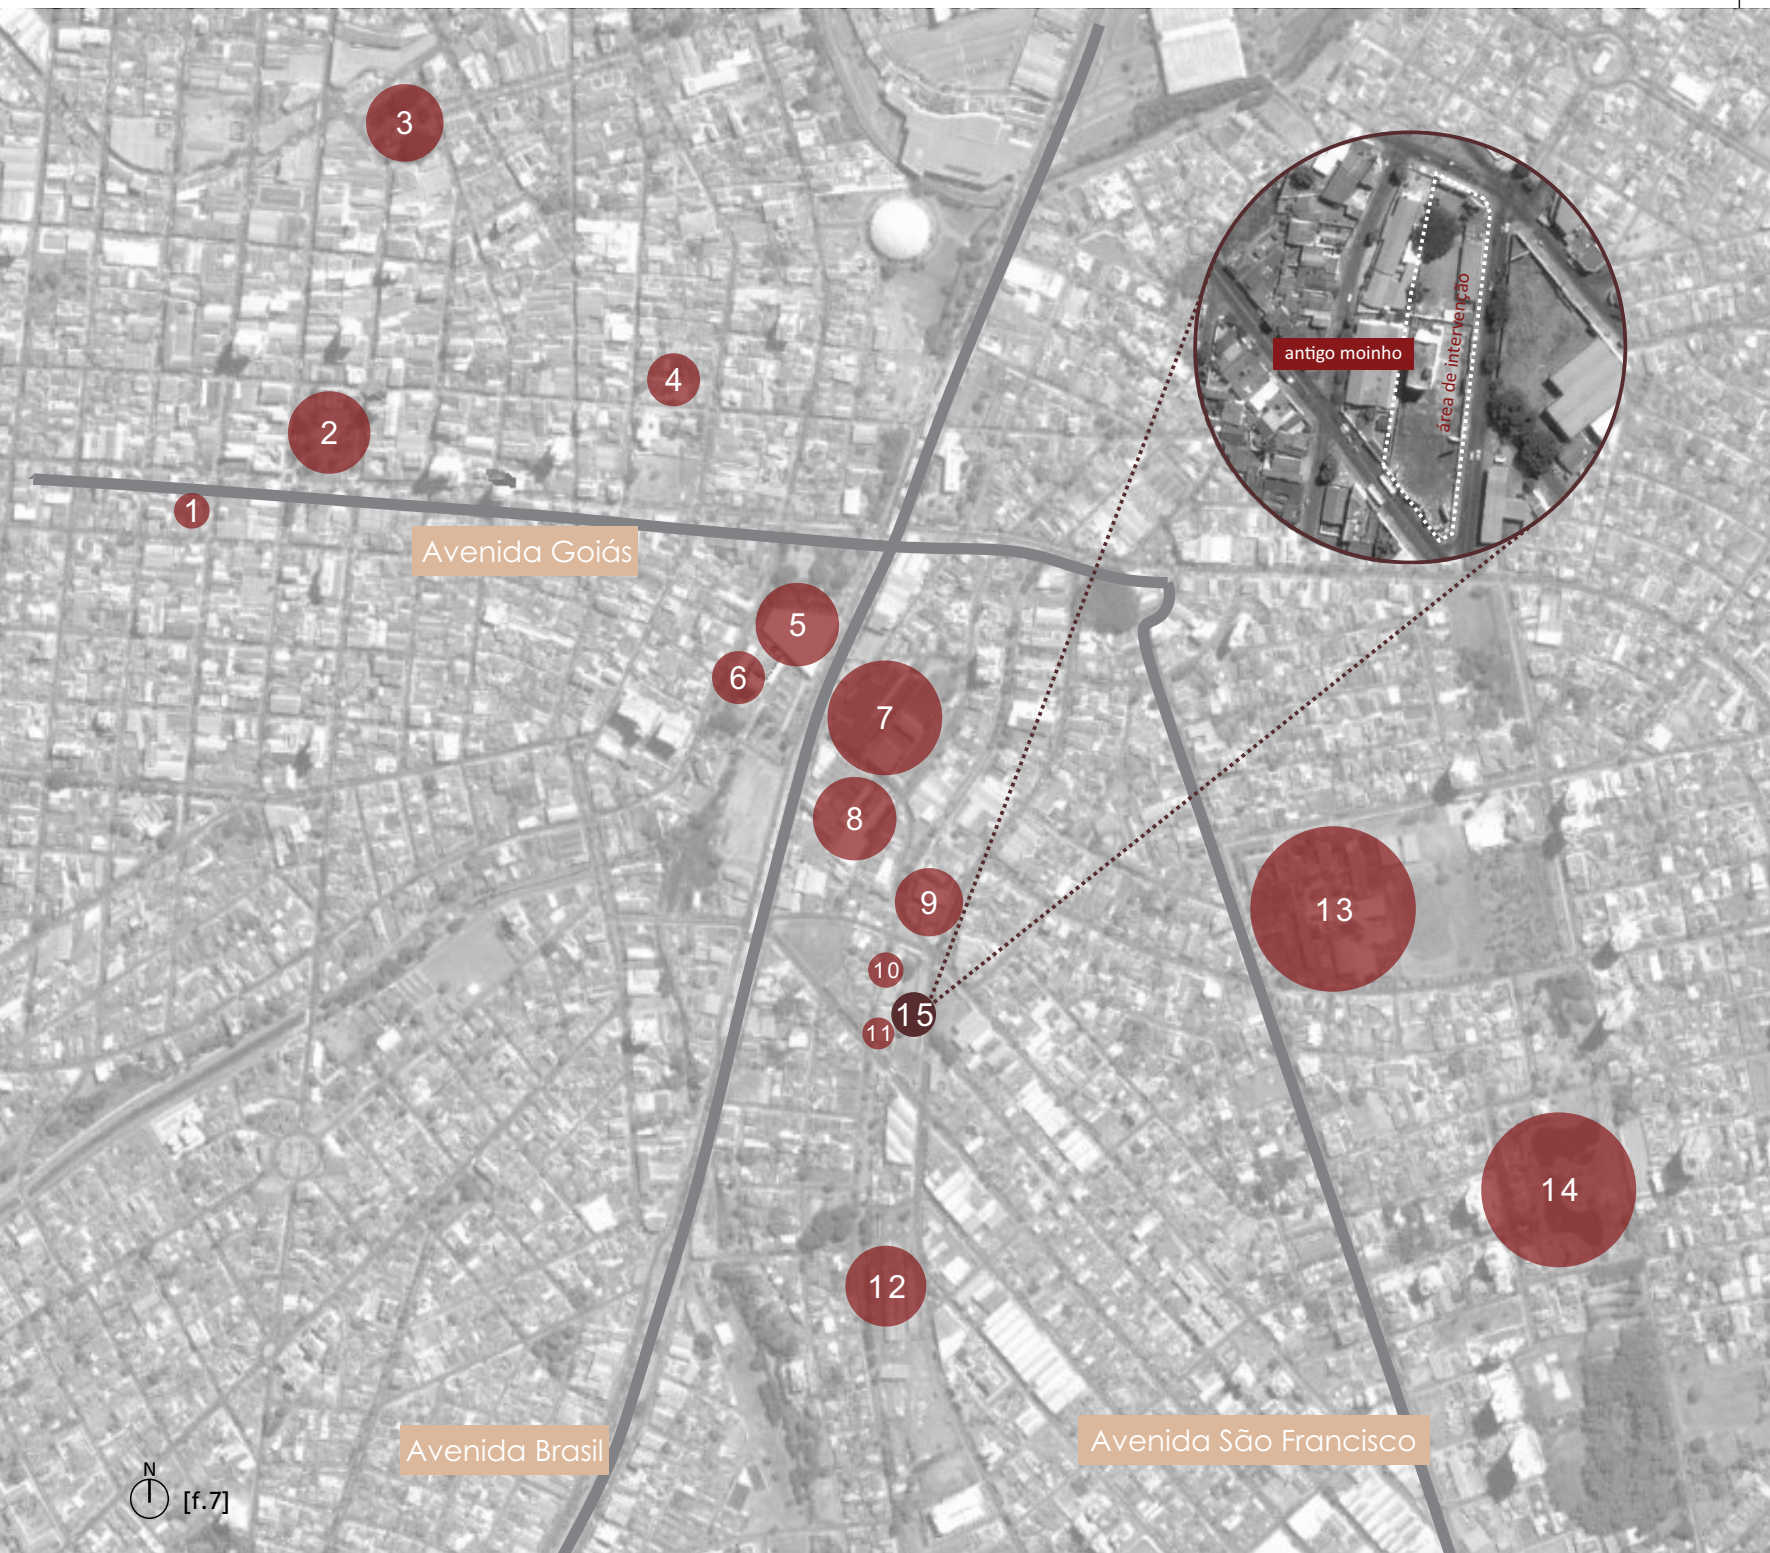 3
antigo moinho
área de intervenção
4
2
1
Avenida Goiás
5
6
7
8
9
13
10
15
11
14
12
Avenida Brasil
Avenida São Francisco
N
[f.7]